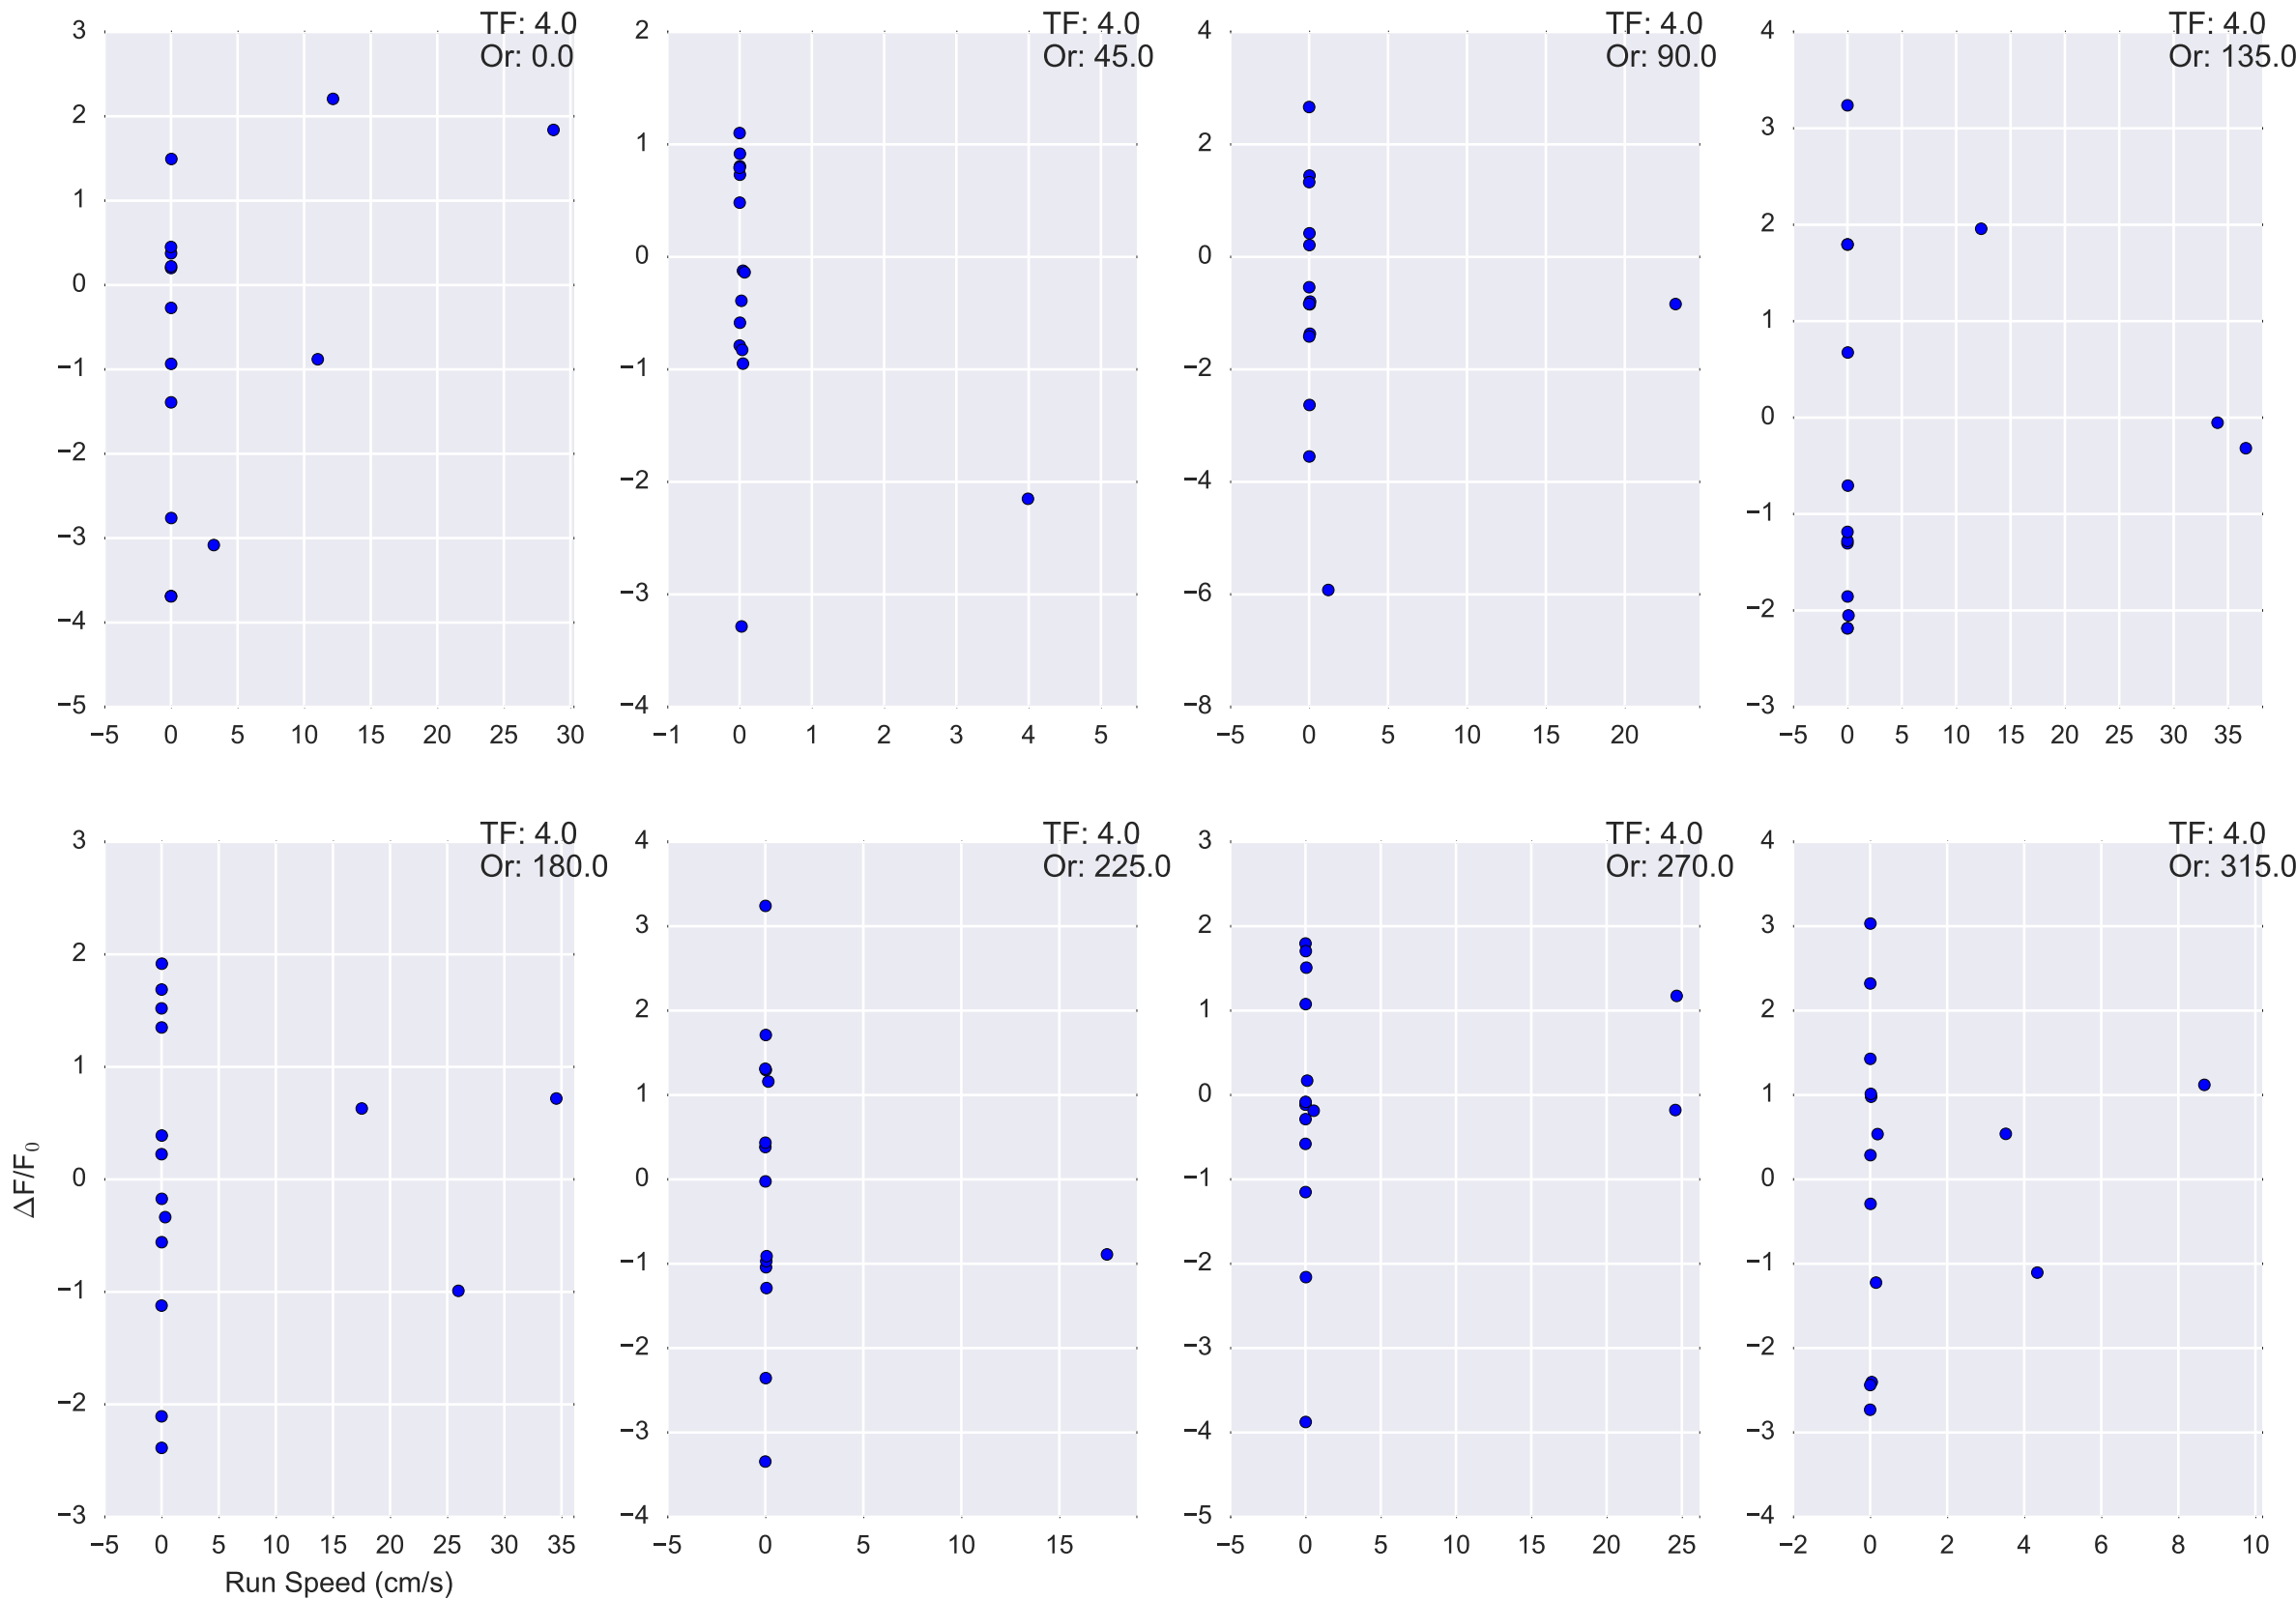 TF: 4.0
Or: 0.0
3
2
1
0
−1
−2
−3
−4
−5
−5 0 5 10 15 20 25 30
TF: 4.0
Or: 45.0
2
1
0
−1
−2
−3
−4
−1 0 1 2 3 4 5
TF: 4.0
Or: 90.0
4
2
0
−2
−4
−6
−8
−5 0 5 10 15 20
TF: 4.0
Or: 135.0
4
3
2
1
0
−1
−2
−3
−5 0 5 10 15 20 25 30 35
TF: 4.0
Or: 180.0
3
2
1
0
−1
−2
−3
−5 0 5 10 15 20 25 30 35
Run Speed (cm/s)
ΔF/F₀
TF: 4.0
Or: 225.0
4
3
2
1
0
−1
−2
−3
−4
−5 0 5 10 15
TF: 4.0
Or: 270.0
3
2
1
0
−1
−2
−3
−4
−5
−5 0 5 10 15 20 25
TF: 4.0
Or: 315.0
4
3
2
1
0
−1
−2
−3
−4
−2 0 2 4 6 8 10